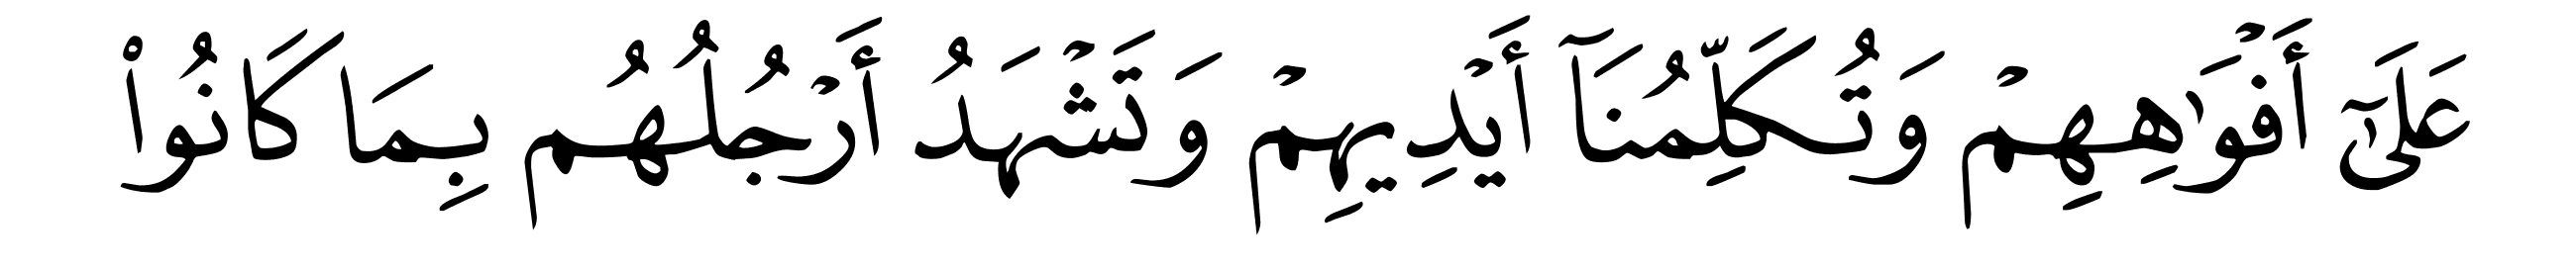 عَلَىٰٓ أَفْوَٰهِهِمْ وَتُكَلِّمُنَآ أَيْدِيهِمْ وَتَشْهَدُ أَرْجُلُهُم بِمَا كَانُوا۟